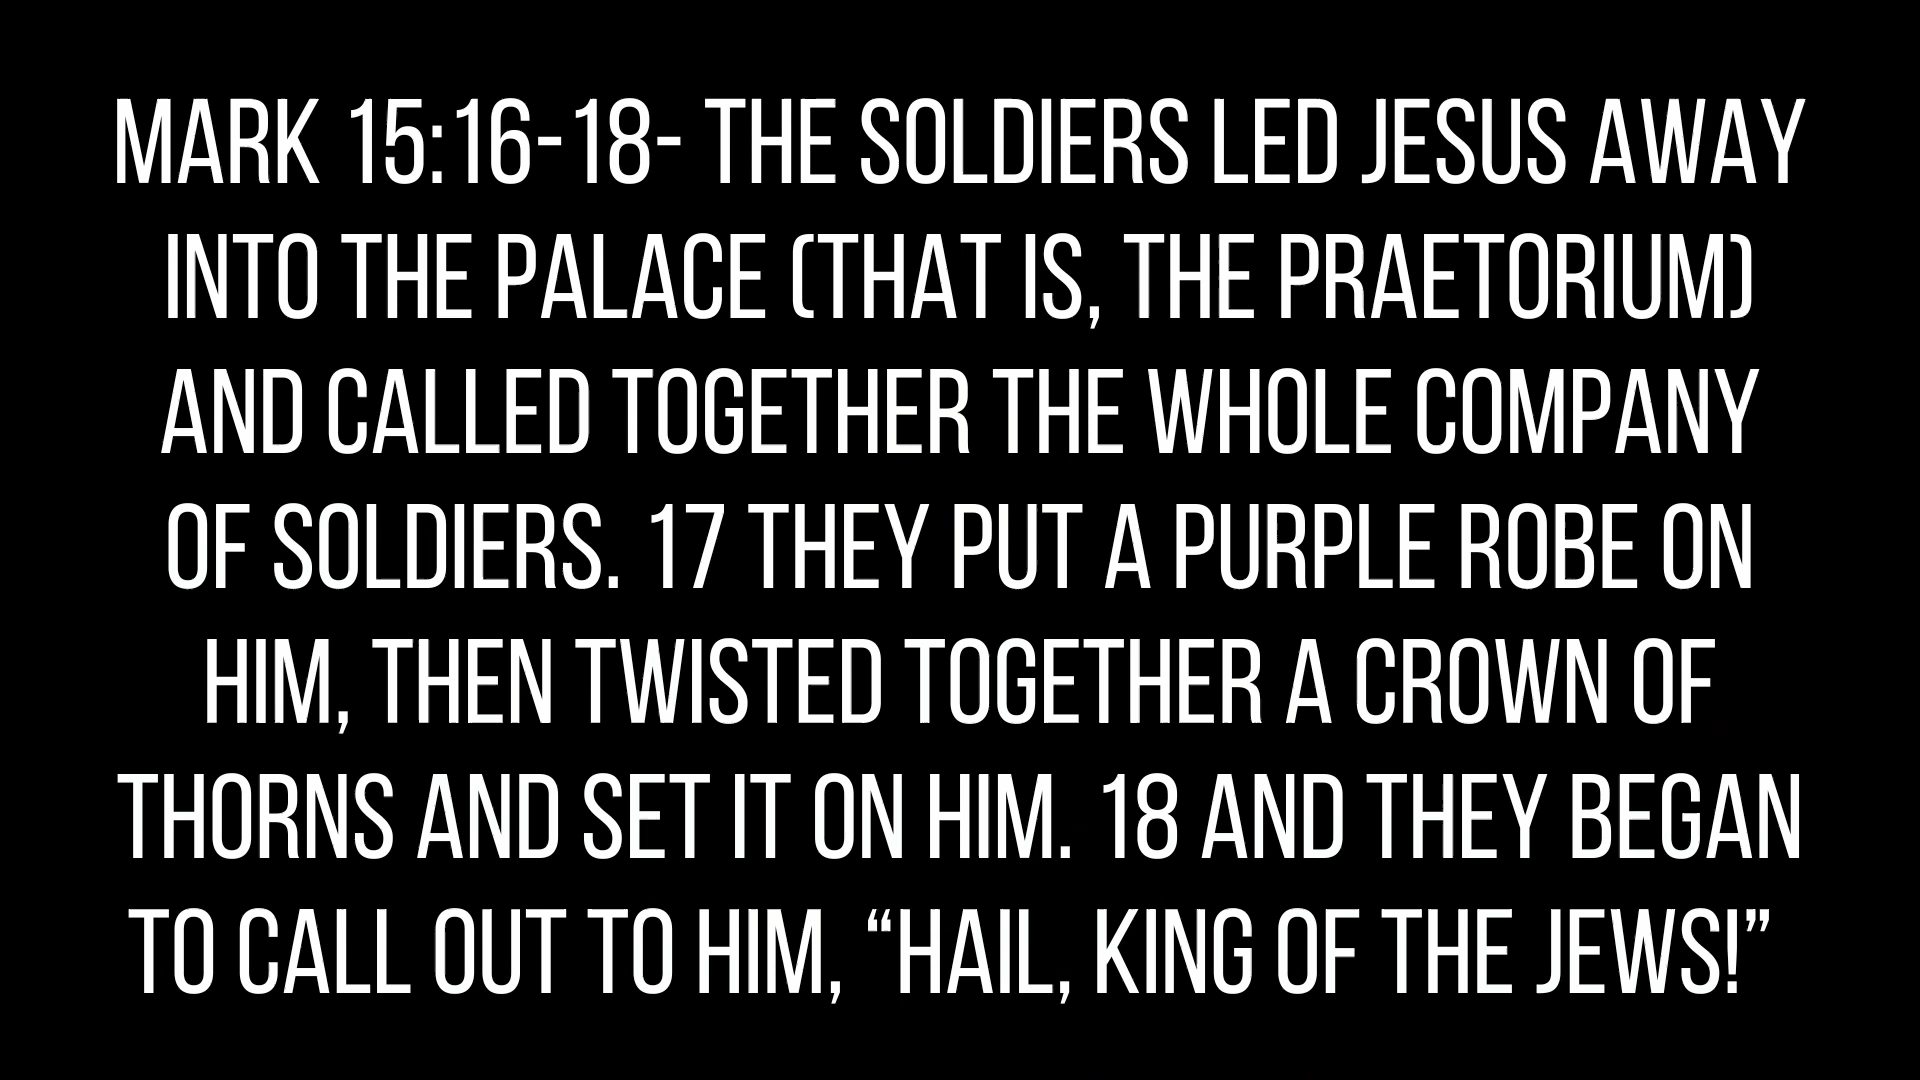 MARK 15:16-18- THE SOLDIERS LED JESUS AWAY
INTO THE PALACE (THAT IS, THE PRAETORIUM)
AND CALLED TOGETHER THE WHOLE COMPANY
OF SOLDIERS. 17 THEY PUT A PURPLE ROBE ON
HIM, THEN TWISTED TOGETHER A CROWN OF
THORNS AND SET IT ON HIM. 18 AND THEY BEGAN
TO CALL OUT TO HIM, “HAIL, KING OF THE JEWS!”